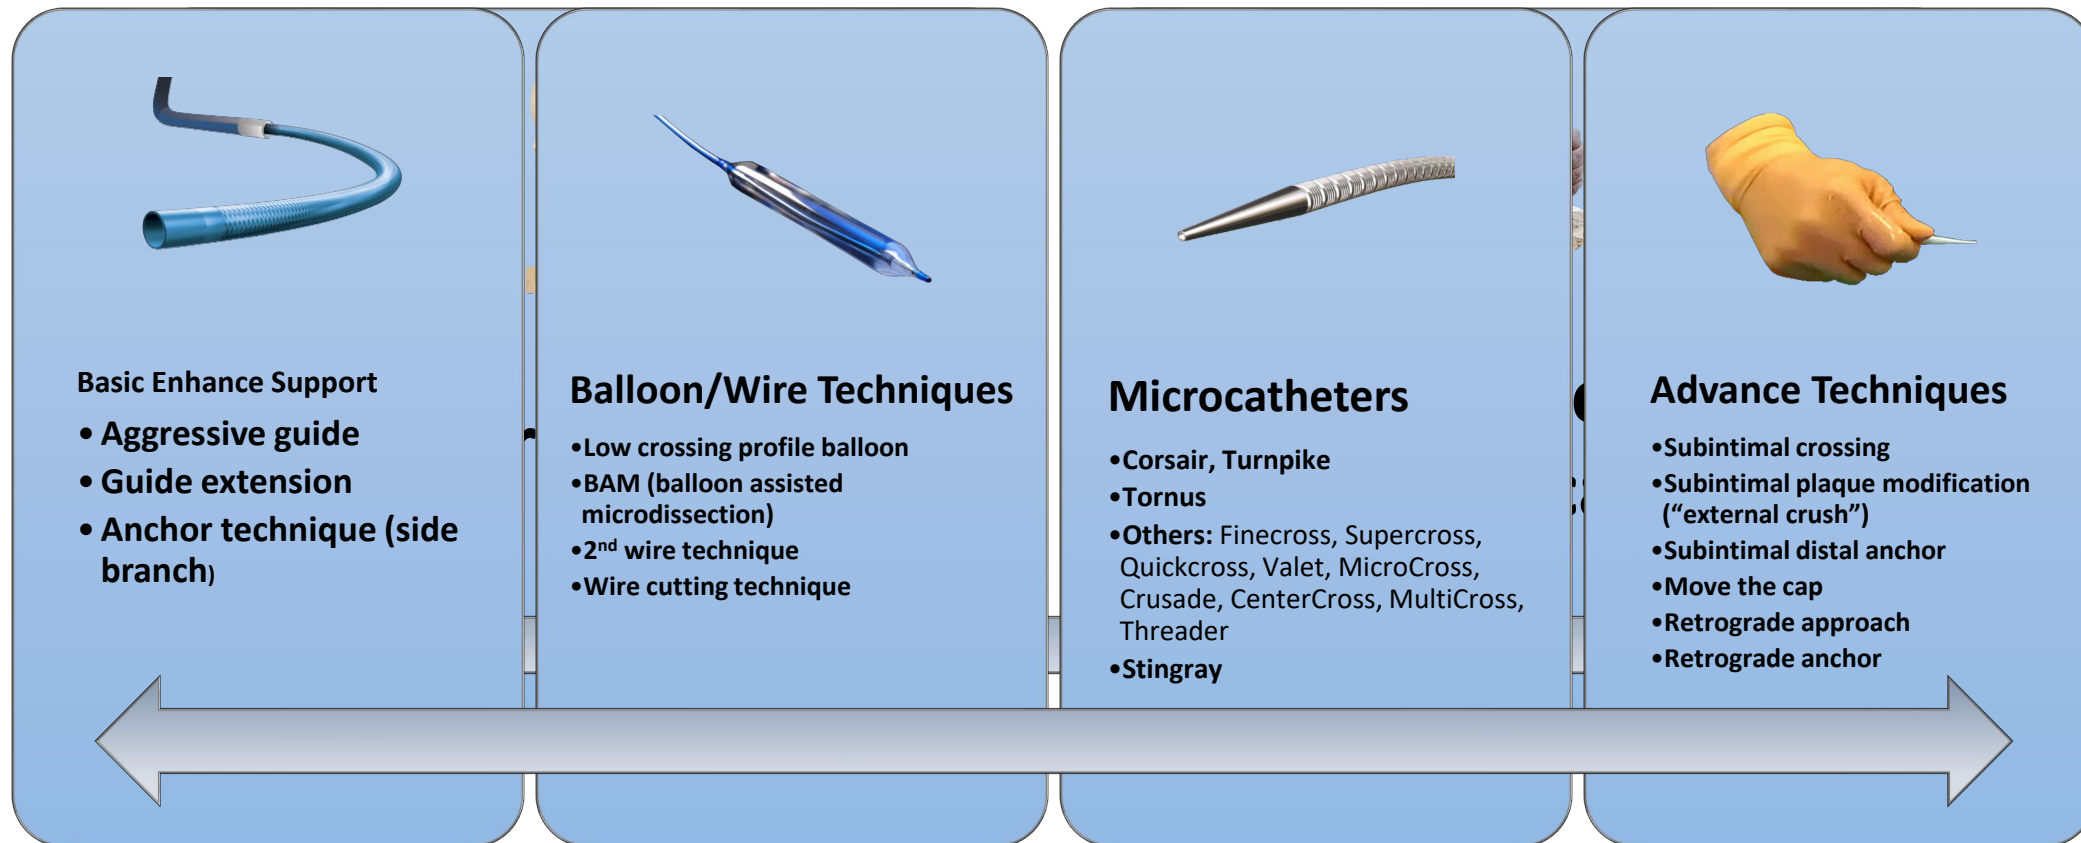 Basic Enhance Support
• Aggressive guide
• Guide extension
• Anchor technique (side
branch)
Balloon/Wire Techniques
•Low crossing profile balloon
•BAM (balloon assisted
microdissection)
•2nd wire technique
•Wire cutting technique
Microcatheters
•Corsair, Turnpike
•Tornus
•Others: Finecross, Supercross,
Quickcross, Valet, MicroCross,
Crusade, CenterCross, MultiCross,
Threader
•Stingray
Advance Techniques
•Subintimal crossing
•Subintimal plaque modification
(“external crush”)
•Subintimal distal anchor
•Move the cap
•Retrograde approach
•Retrograde anchor